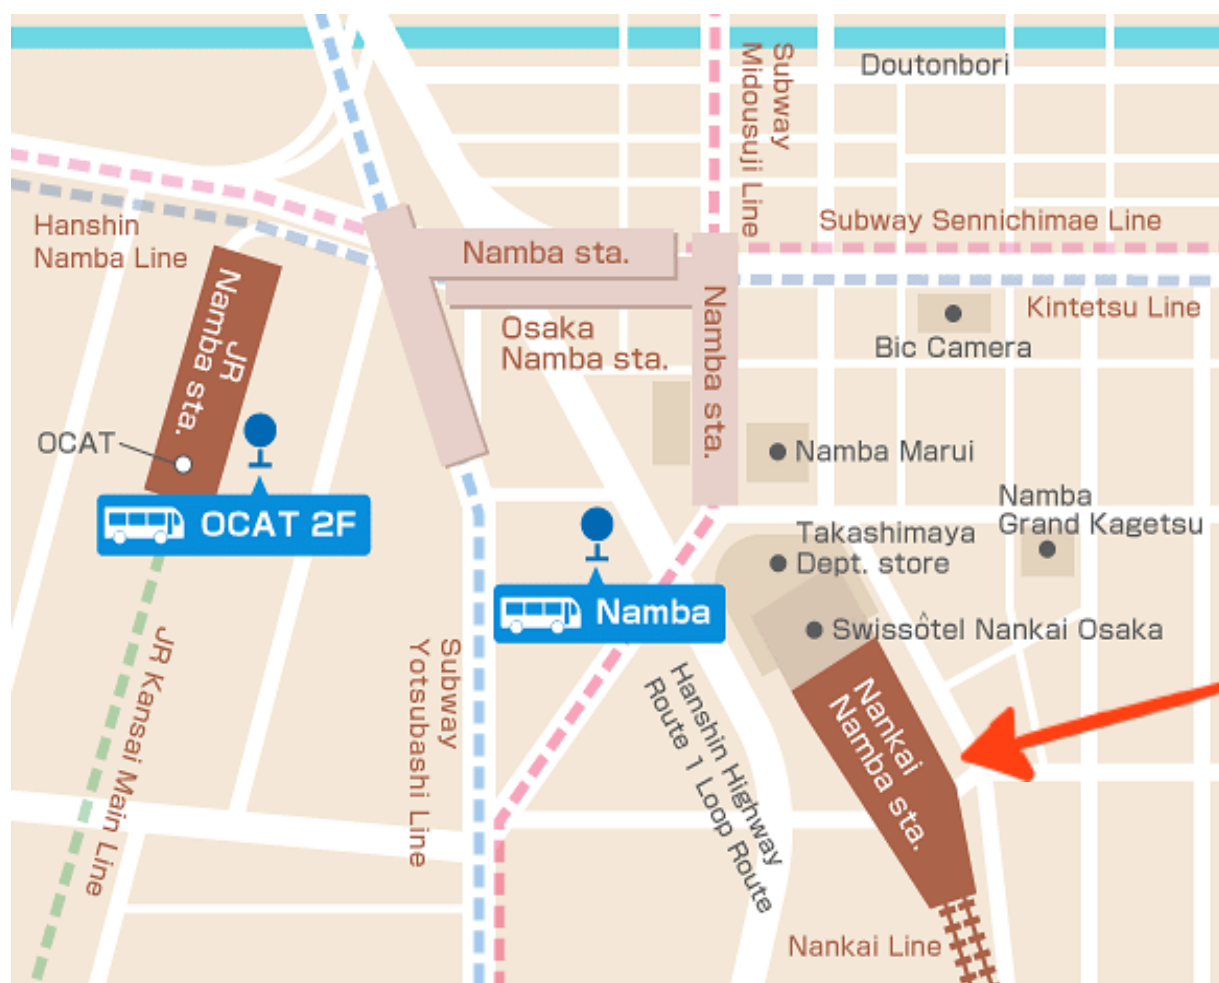 Doutonbori
Subway
Midousuji Line
Subway Sennichimae Line
Hanshin
Namba Line
Namba sta.
Kintetsu Line
JR
Namba sta.
Osaka
Namba sta.
Namba sta.
Bic Camera
OCAT
Namba Marui
OCAT 2F
Namba
Grand Kagetsu
Takashimaya
Dept. store
Namba
Swissôtel Nankai Osaka
JR Kansai Main Line
Subway
Yotsubashi Line
Hanshin Highway
Route 1 Loop Route
Nankai
Namba sta.
Nankai Line